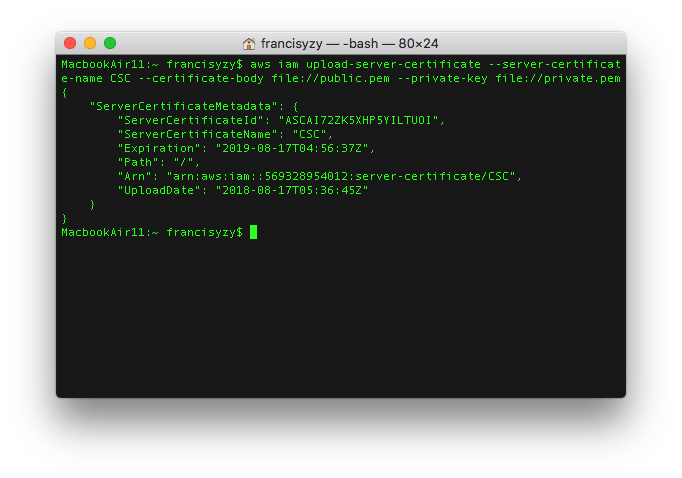 francisyzy — -bash — 80×24
MacbookAir11:~ francisyzy$ aws iam upload-server-certificate --server-certificat
e-name CSC --certificate-body file://public.pem --private-key file://private.pem
{
    "ServerCertificateMetadata": {
        "ServerCertificateId": "ASCAI72ZK5XHP5YILTUOI",
        "ServerCertificateName": "CSC",
        "Expiration": "2019-08-17T04:56:37Z",
        "Path": "/",
        "Arn": "arn:aws:iam::569328954012:server-certificate/CSC",
        "UploadDate": "2018-08-17T05:36:45Z"
    }
}
MacbookAir11:~ francisyzy$